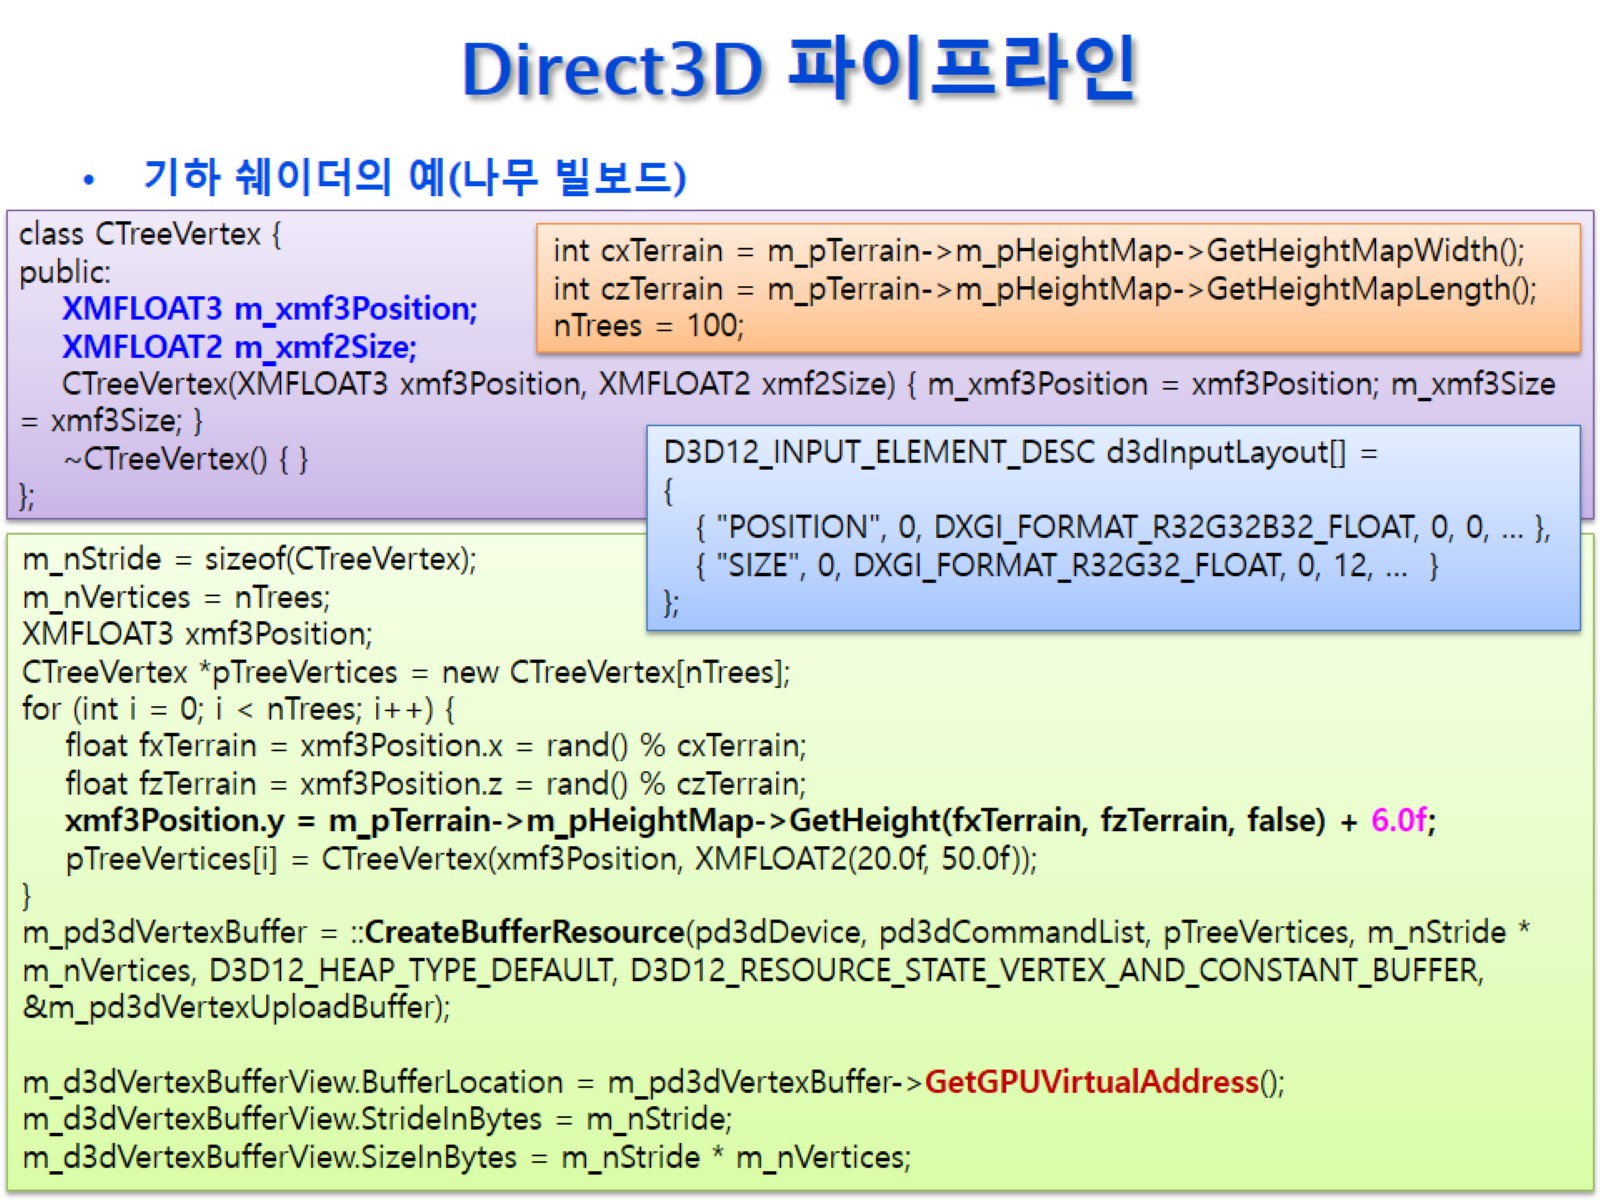 Direct3D 파이프라인
• 기하 쉐이더의 예(나무 빌보드)
class CTreeVertex {
public:
XMFLOAT3 m_xmf3Position;
XMFLOAT2 m_xmf2Size;
CTreeVertex(XMFLOAT3 xmf3Position, XMFLOAT2 xmf2Size) { m_xmf3Position = xmf3Position; m_xmf3Size
= xmf3Size; }
~CTreeVertex() { }
};
int cxTerrain = m_pTerrain->m_pHeightMap->GetHeightMapWidth();
int czTerrain = m_pTerrain->m_pHeightMap->GetHeightMapLength();
nTrees = 100;
D3D12_INPUT_ELEMENT_DESC d3dInputLayout[] =
{
{ "POSITION", 0, DXGI_FORMAT_R32G32B32_FLOAT, 0, 0, ... },
{ "SIZE", 0, DXGI_FORMAT_R32G32_FLOAT, 0, 12, ... }
};
m_nStride = sizeof(CTreeVertex);
m_nVertices = nTrees;
XMFLOAT3 xmf3Position;
CTreeVertex *pTreeVertices = new CTreeVertex[nTrees];
for (int i = 0; i < nTrees; i++) {
float fxTerrain = xmf3Position.x = rand() % cxTerrain;
float fzTerrain = xmf3Position.z = rand() % czTerrain;
xmf3Position.y = m_pTerrain->m_pHeightMap->GetHeight(fxTerrain, fzTerrain, false) + 6.0f;
pTreeVertices[i] = CTreeVertex(xmf3Position, XMFLOAT2(20.0f, 50.0f));
}
m_pd3dVertexBuffer = ::CreateBufferResource(pd3dDevice, pd3dCommandList, pTreeVertices, m_nStride *
m_nVertices, D3D12_HEAP_TYPE_DEFAULT, D3D12_RESOURCE_STATE_VERTEX_AND_CONSTANT_BUFFER,
&m_pd3dVertexUploadBuffer);
m_d3dVertexBufferView.BufferLocation = m_pd3dVertexBuffer->GetGPUVirtualAddress();
m_d3dVertexBufferView.StrideInBytes = m_nStride;
m_d3dVertexBufferView.SizeInBytes = m_nStride * m_nVertices;